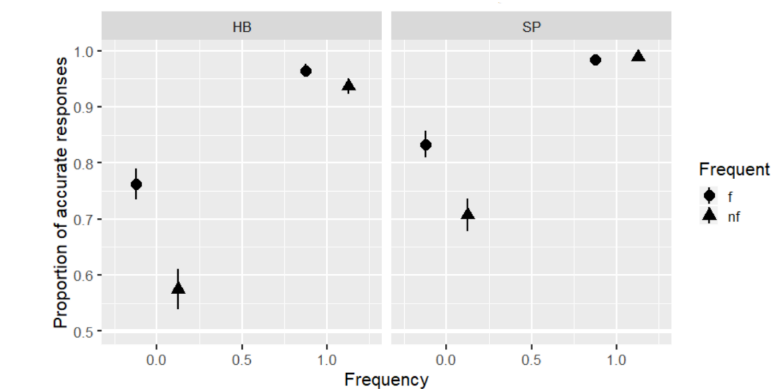 HB SP
Proportion of accurate responses
1.0
0.9
0.8
0.7
0.6
0.5
0.0 0.5 1.0 0.0 0.5 1.0
Frequency
Frequent
f
nf